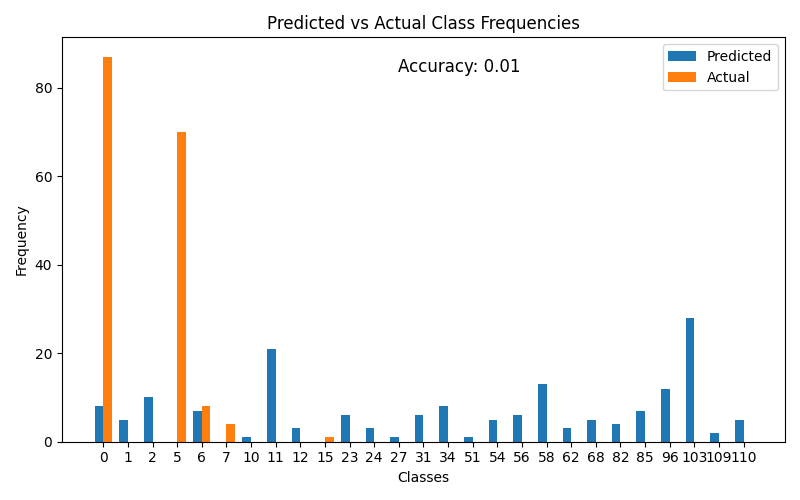 Predicted vs Actual Class Frequencies
Accuracy: 0.01
Predicted
Actual
Frequency
80
60
40
20
0
0 1 2 5 6 7 10 11 12 15 23 24 27 31 34 51 54 56 58 62 68 82 85 96 103 109 110
Classes